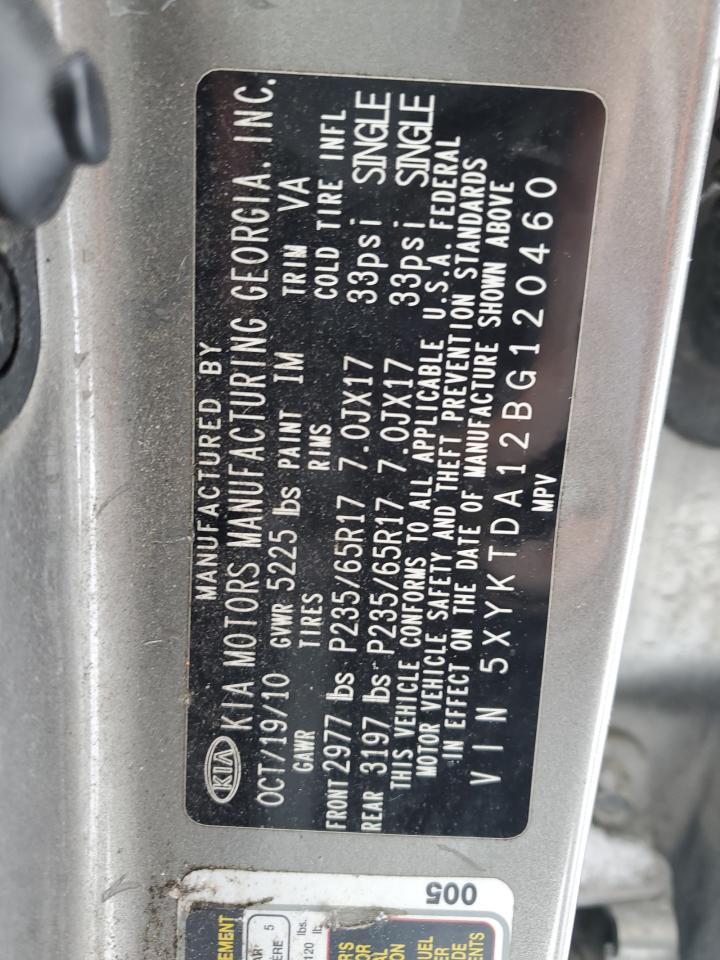 MANUFACTURED BY
KIA KIA MOTORS MANUFACTURING GEORGIA. INC.
OCT/19/10 GVWR 5225 lbs PAINT IM TRIM VA
GAWR TIRES RIMS COLD TIRE INFL
FRONT 2977 lbs P235/65R17 7.0JX17 33psi SINGLE
REAR 3197 lbs P235/65R17 7.0JX17 33psi SINGLE
THIS VEHICLE CONFORMS TO ALL APPLICABLE U.S.A. FEDERAL
MOTOR VEHICLE SAFETY AND THEFT PREVENTION STANDARDS
IN EFFECT ON THE DATE OF MANUFACTURE SHOWN ABOVE
VIN 5XYKTDA12BG120460
MPV
005